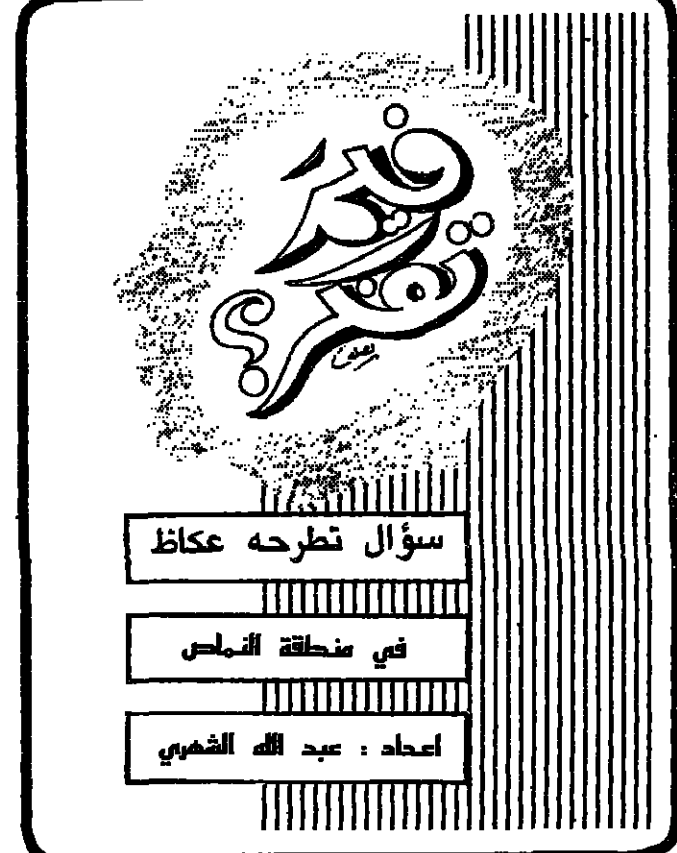 سؤال تطرحه عكاظ
في منطقة النماص
اعداد : عبد الله الشهري